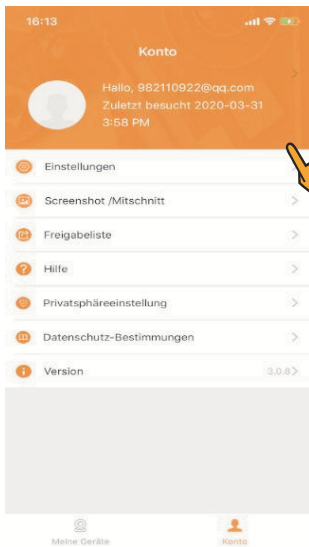 16:13
Konto
Hallo, 982110922@qq.com
Zuletzt besucht 2020-03-31
3:58 PM
Einstellungen
Screenshot /Mitschnitt
Freigabeliste
Hilfe
Privatsphäreeinstellung
Datenschutz-Bestimmungen
Version 3.0.8
Meine Geräte
Konto